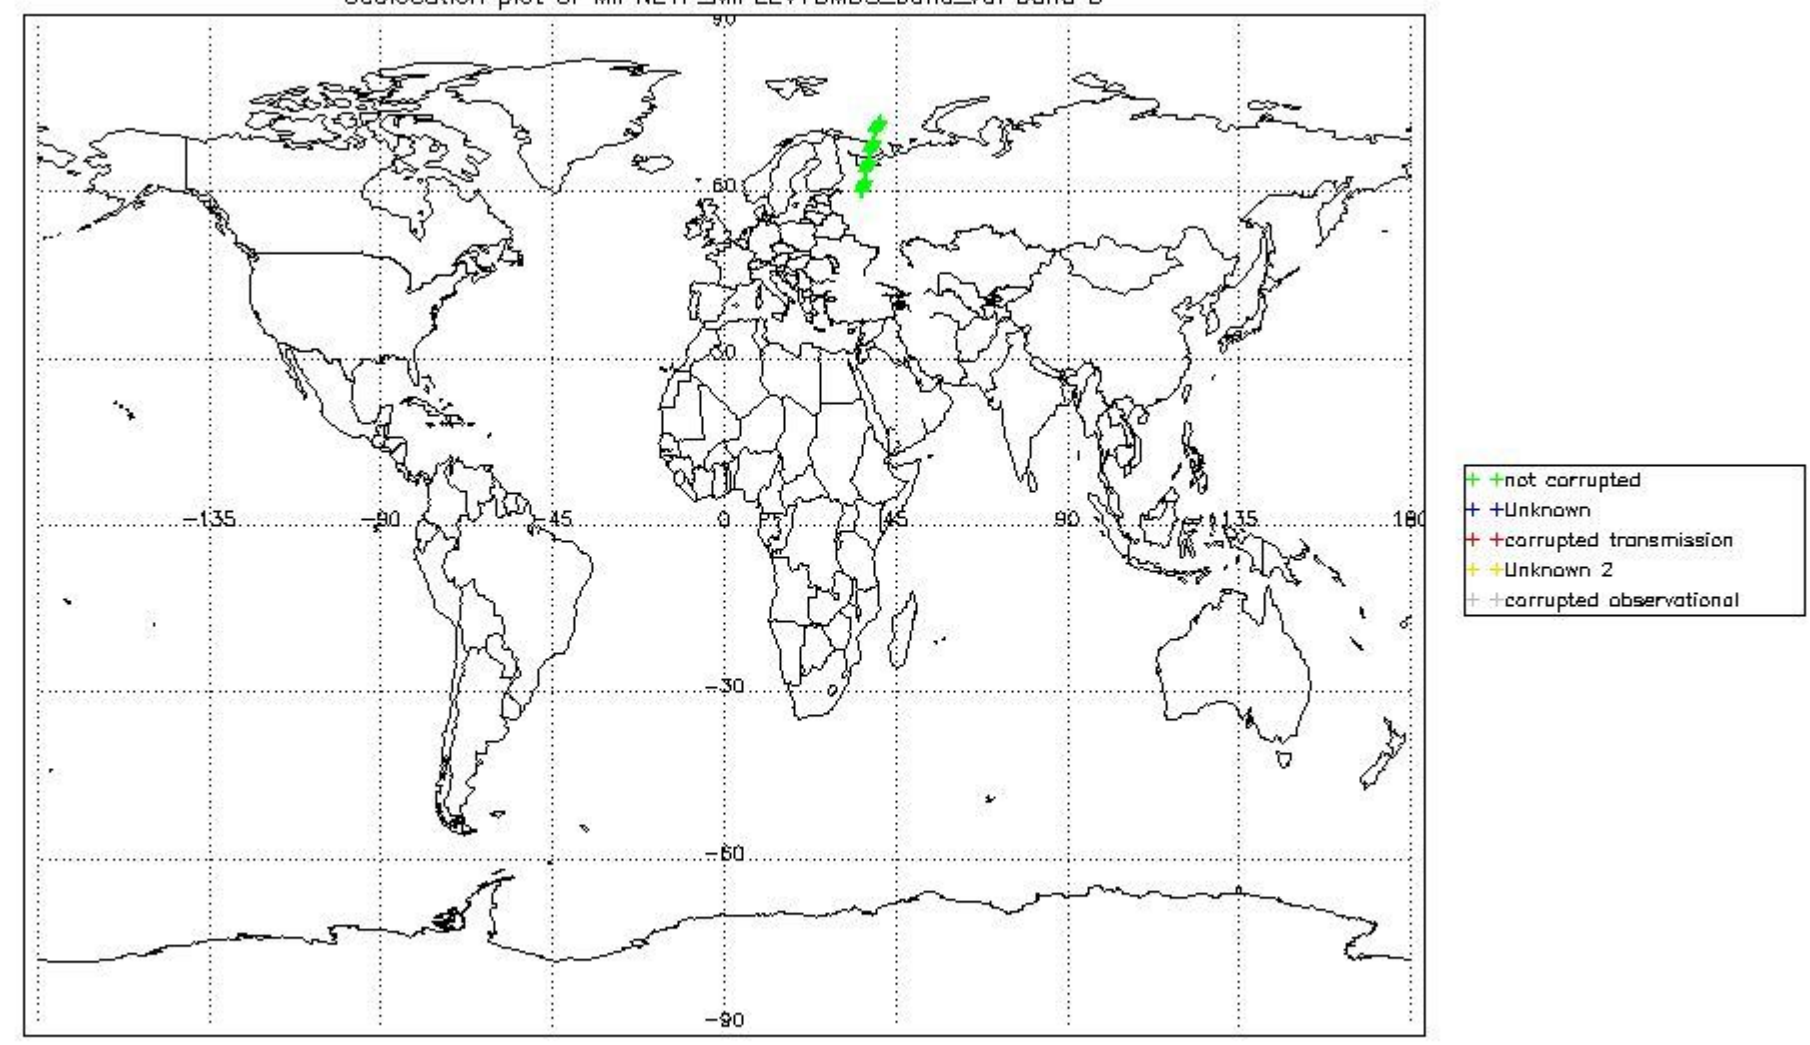 90
60
30
-135 -90 -45 0 45 90 135 180
-30
-60
-90
+ +not corrupted
+ +Unknown
+ +corrupted transmission
+ +Unknown 2
+ +corrupted observational